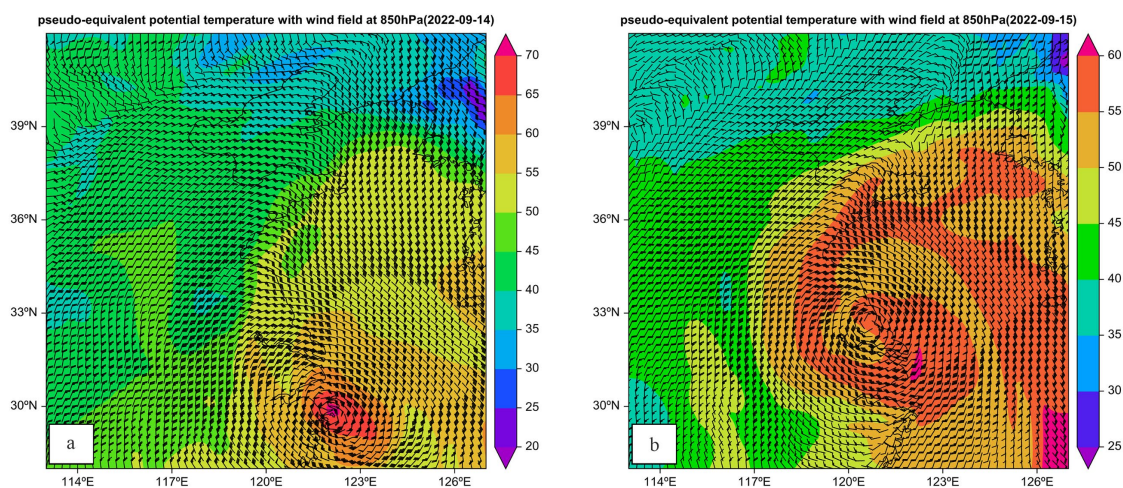 pseudo-equivalent potential temperature with wind field at 850hPa(2022-09-14)
39ºN
36ºN
33ºN
30ºN
114ºE
117ºE
120ºE
123ºE
126ºE
70
65
60
55
50
45
40
35
30
25
20
a
pseudo-equivalent potential temperature with wind field at 850hPa(2022-09-15)
39ºN
36ºN
33ºN
30ºN
114ºE
117ºE
120ºE
123ºE
126ºE
60
55
50
45
40
35
30
25
b